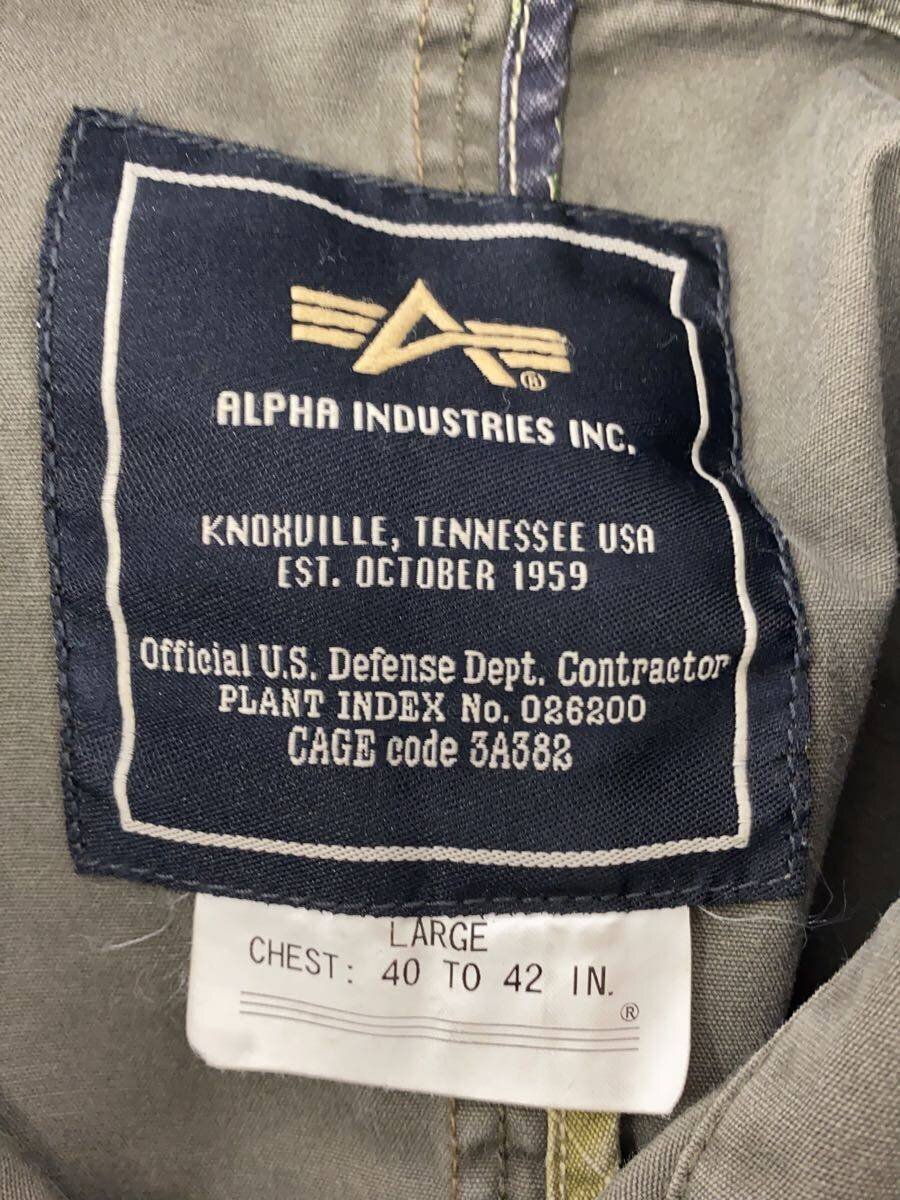 ®
ALPHA INDUSTRIES INC.
KNOXVILLE, TENNESSEE USA
EST. OCTOBER 1959
Official U.S. Defense Dept. Contractor
PLANT INDEX No. 026200
CAGE code 3A382
LARGE
CHEST: 40 TO 42 IN.
®